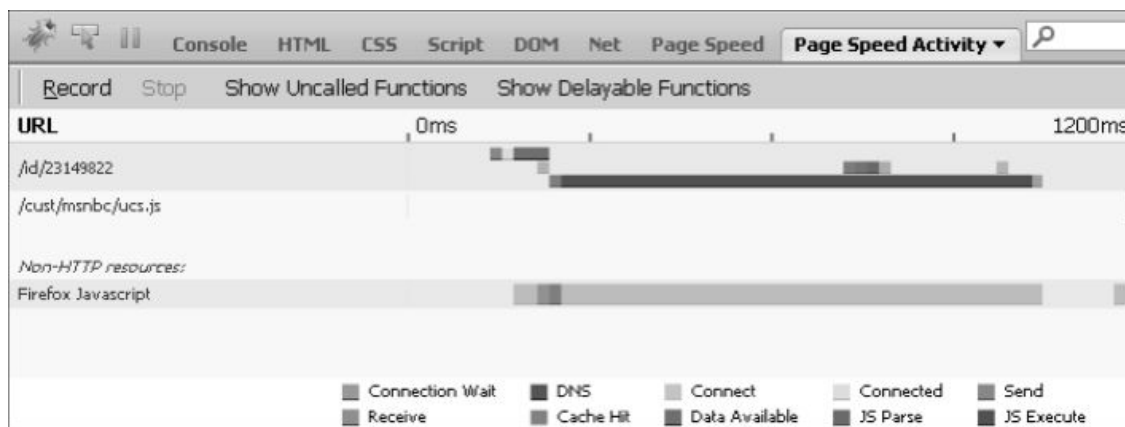 Console HTML CSS Script DOM Net Page Speed Page Speed Activity
Record Stop Show Uncalled Functions Show Delayable Functions
URL 0ms 1200ms
/id/23149822
/cust/msnbc/ucs.js
Non-HTTP resources:
Firefox Javascript
Connection Wait DNS Connect Connected Send
Receive Cache Hit Data Available JS Parse JS Execute